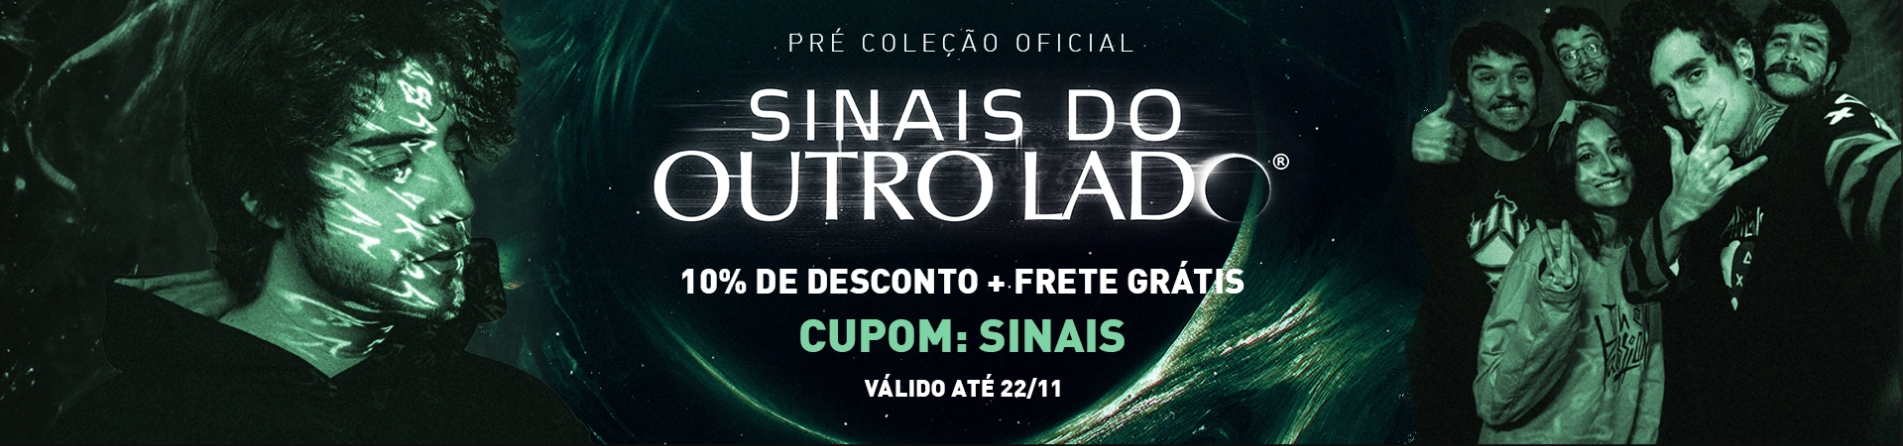 PRÉ COLEÇÃO OFICIAL
SINAIS DO
OUTRO LADO®
10% DE DESCONTO + FRETE GRÁTIS
CUPOM: SINAIS
VÁLIDO ATÉ 22/11